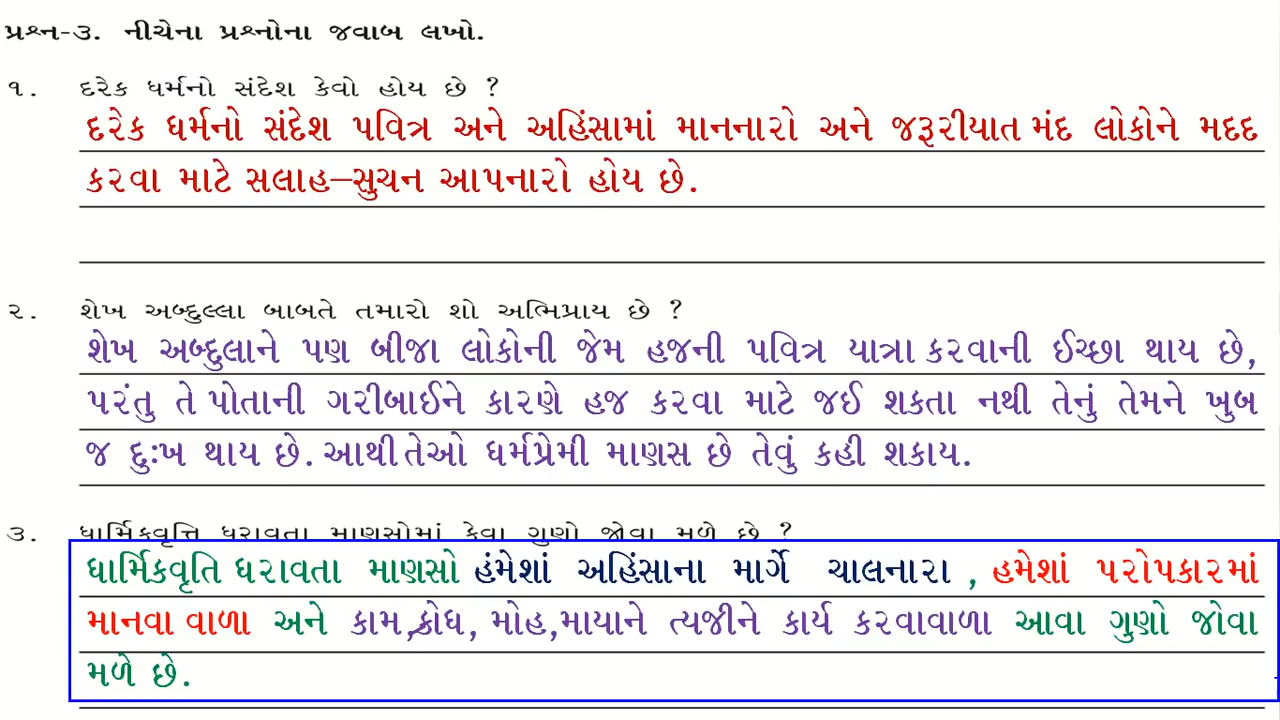 પ્રશ્ન-૩. નીચેના પ્રશ્નોના જવાબ લખો.
૧. દરેક ધર્મનો સંદેશ કેવો હોય છે ?
દરેક ધર્મનો સંદેશ પવિત્ર અને અહિંસામાં માનનારો અને જરૂરીયાત મંદ લોકોને મદદ
કરવા માટે સલાહ–સુચન આપનારો હોય છે.
૨. શેખ અબ્દુલ્લા બાબતે તમારો શો અભિપ્રાય છે ?
શેખ અબ્દુલાને પણ બીજા લોકોની જેમ હજની પવિત્ર યાત્રા કરવાની ઈચ્છા થાય છે,
પરંતુ તે પોતાની ગરીબાઈને કારણે હજ કરવા માટે જઈ શકતા નથી તેનું તેમને ખુબ
જ દુઃખ થાય છે. આથી તેઓ ધર્મપ્રેમી માણસ છે તેવું કહી શકાય.
૩. ધાર્મિકવૃત્તિ ધરાવતા માણસોમાં કેવા ગુણો જોવા મળે છે ?
ધાર્મિકવૃતિ ધરાવતા માણસો હંમેશાં અહિંસાના માર્ગે ચાલનારા , હમેશાં પરોપકારમાં
માનવા વાળા અને કામ,ક્રોધ, મોહ,માયાને ત્યજીને કાર્ય કરવાવાળા આવા ગુણો જોવા
મળે છે.